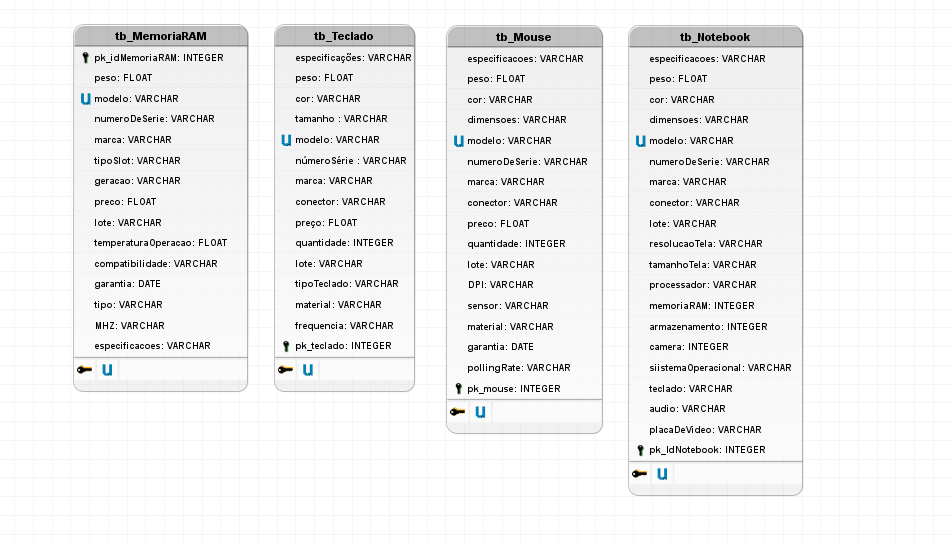 tb_MemoriaRAM
pk_idMemoriaRAM: INTEGER
peso: FLOAT
modelo: VARCHAR
numeroDeSerie: VARCHAR
marca: VARCHAR
tipoSlot: VARCHAR
geracao: VARCHAR
preco: FLOAT
lote: VARCHAR
temperaturaOperacao: FLOAT
compatibilidade: VARCHAR
garantia: DATE
tipo: VARCHAR
MHZ: VARCHAR
especificacoes: VARCHAR
tb_Teclado
especificações: VARCHAR
peso: FLOAT
cor: VARCHAR
tamanho : VARCHAR
modelo: VARCHAR
númeroSérie : VARCHAR
marca: VARCHAR
conector: VARCHAR
preço: FLOAT
quantidade: INTEGER
lote: VARCHAR
tipoTeclado: VARCHAR
material: VARCHAR
frequencia: VARCHAR
pk_teclado: INTEGER
tb_Mouse
especificacoes: VARCHAR
peso: FLOAT
cor: VARCHAR
dimensoes: VARCHAR
modelo: VARCHAR
numeroDeSerie: VARCHAR
marca: VARCHAR
conector: VARCHAR
preco: FLOAT
quantidade: INTEGER
lote: VARCHAR
DPI: VARCHAR
sensor: VARCHAR
material: VARCHAR
garantia: DATE
pollingRate: VARCHAR
pk_mouse: INTEGER
tb_Notebook
especificacoes: VARCHAR
peso: FLOAT
cor: VARCHAR
dimensoes: VARCHAR
modelo: VARCHAR
numeroDeSerie: VARCHAR
marca: VARCHAR
conector: VARCHAR
lote: VARCHAR
resolucaoTela: VARCHAR
tamanhoTela: VARCHAR
processador: VARCHAR
memoriaRAM: INTEGER
armazenamento: INTEGER
camera: INTEGER
siistemaOperacional: VARCHAR
teclado: VARCHAR
audio: VARCHAR
placaDeVideo: VARCHAR
pk_IdNotebook: INTEGER